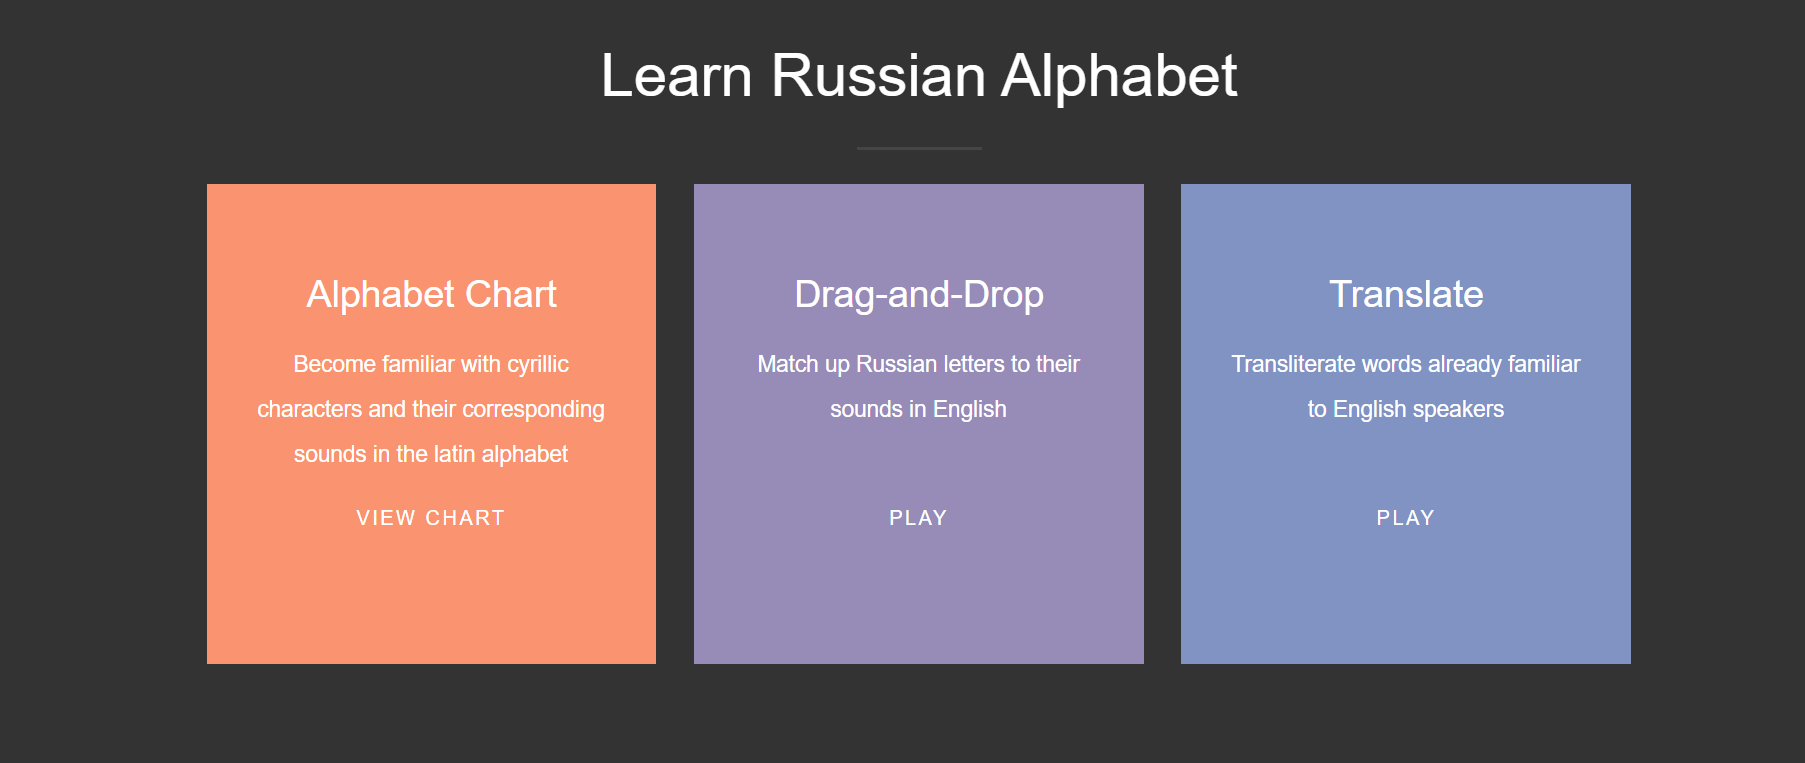 Learn Russian Alphabet
Alphabet Chart
Become familiar with cyrillic
characters and their corresponding
sounds in the latin alphabet
VIEW CHART
Drag-and-Drop
Match up Russian letters to their
sounds in English
PLAY
Translate
Transliterate words already familiar
to English speakers
PLAY